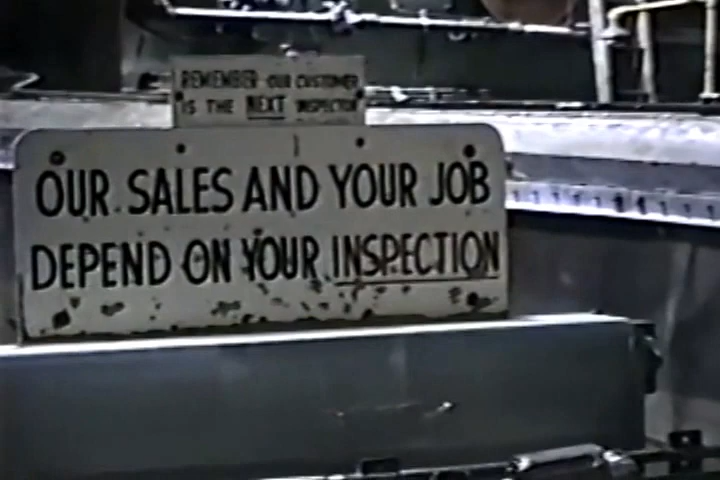 REMEMBER OUR CUSTOMER
IS THE NEXT INSPECTOR
OUR SALES AND YOUR JOB
DEPEND ON YOUR INSPECTION